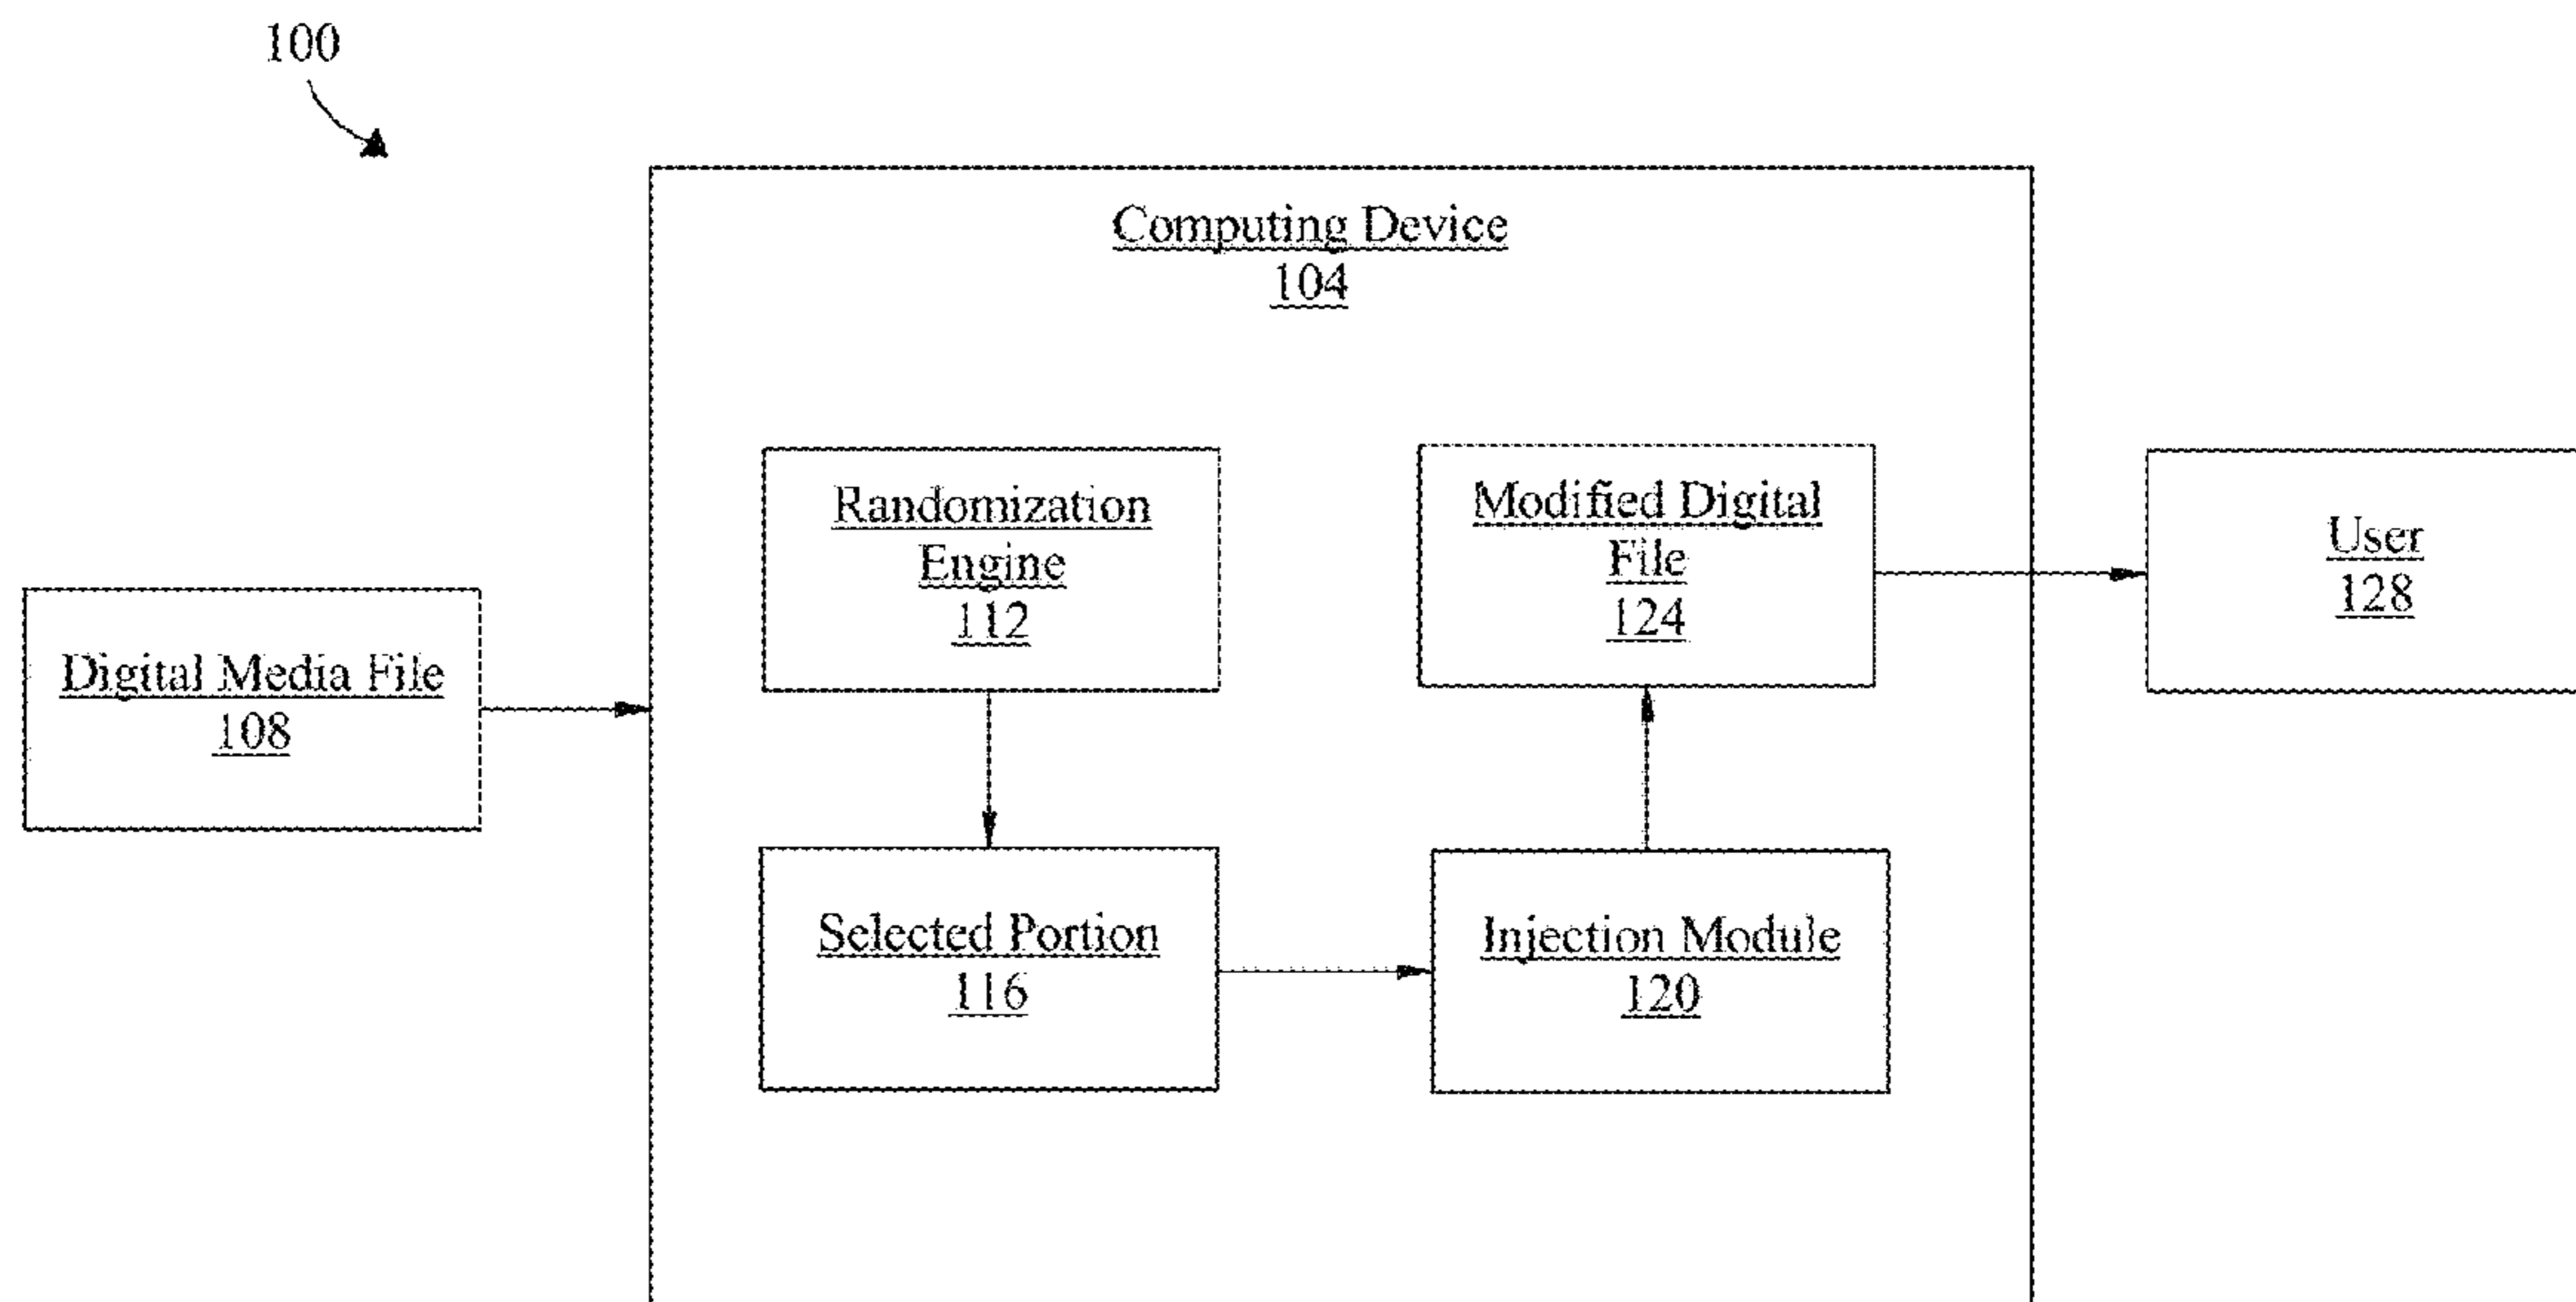 100
Computing Device
104
Randomization
Engine
112
Modified Digital
File
124
User
128
Digital Media File
108
Selected Portion
116
Injection Module
120